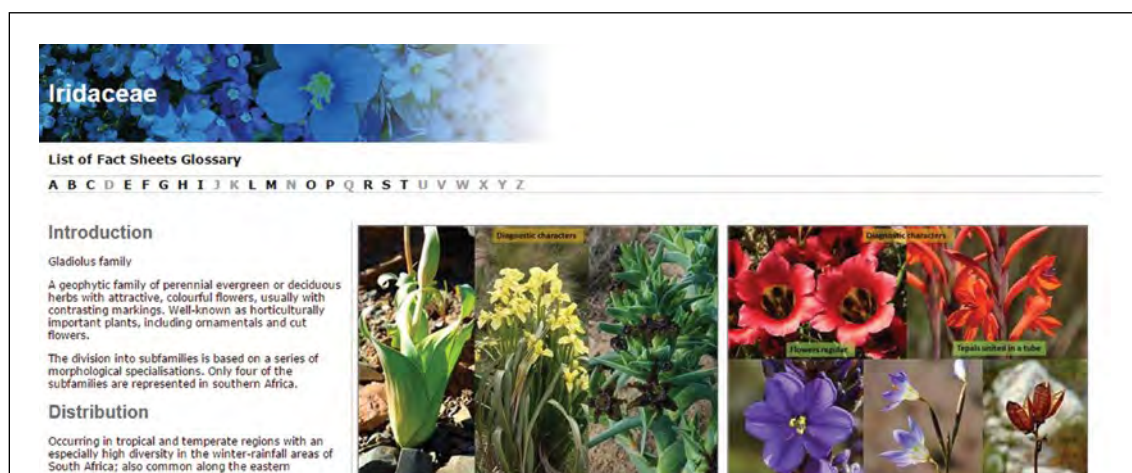 Iridaceae
List of Fact Sheets Glossary
A B C D E F G H I J K L M N O P Q R S T U V W X Y Z
Introduction
Gladiolus family
A geophytic family of perennial evergreen or deciduous
herbs with attractive, colourful flowers, usually with
contrasting markings. Well-known as horticulturally
important plants, including ornamentals and cut
flowers.
The division into subfamilies is based on a series of
morphological specialisations. Only four of the
subfamilies are represented in southern Africa.
Distribution
Occurring in tropical and temperate regions with an
especially high diversity in the winter-rainfall areas of
South Africa; also common along the eastern
Diagnostic characters
Diagnostic characters
Flowers regular
Tepals united in a tube